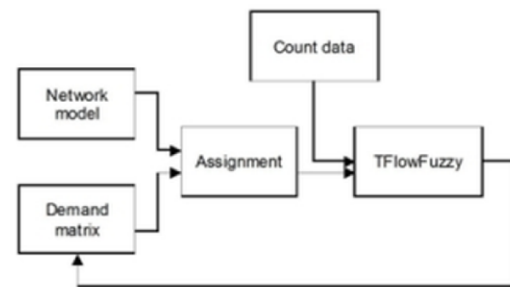 Count data
Network
model
Assignment
TFlowFuzzy
Demand
matrix